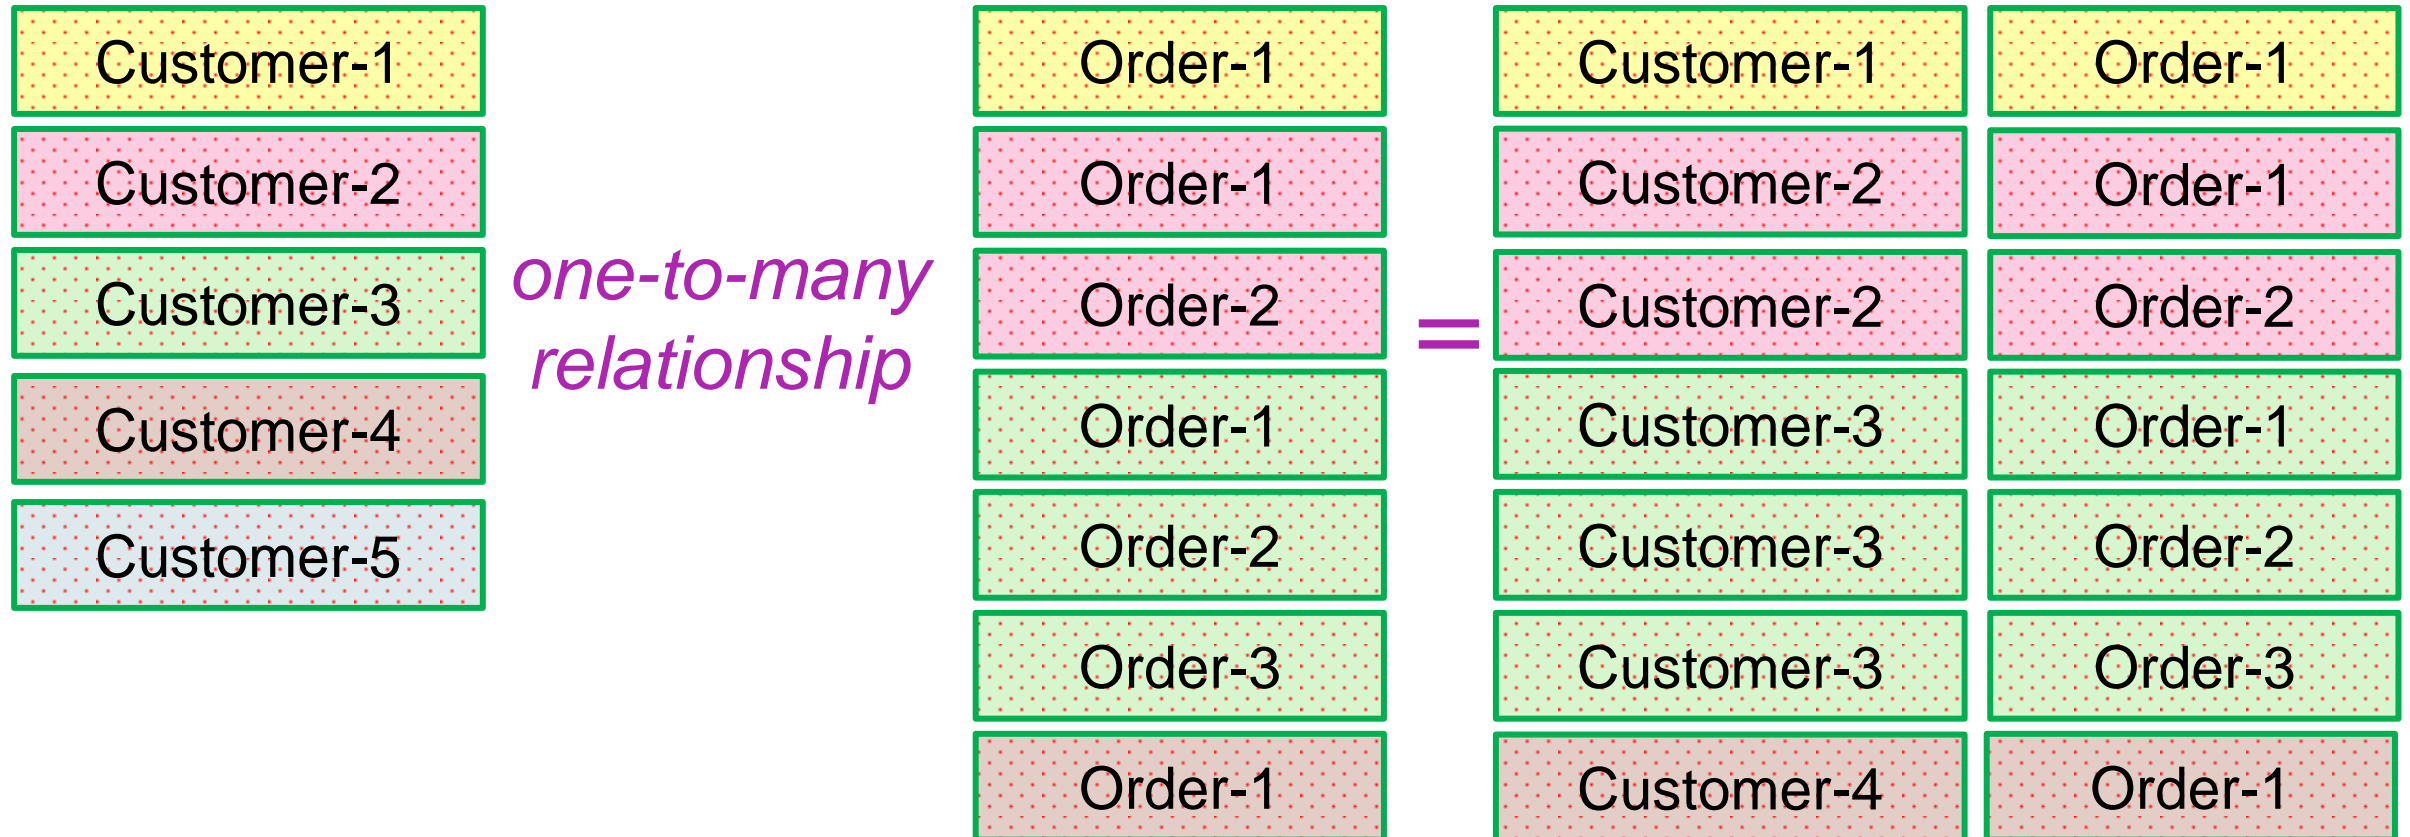 Customer-1
Customer-2
Customer-3
Customer-4
Customer-5
one-to-many
relationship
Order-1
Order-1
Order-2
Order-1
Order-2
Order-3
Order-1
=
Customer-1 Order-1
Customer-2 Order-1
Customer-2 Order-2
Customer-3 Order-1
Customer-3 Order-2
Customer-3 Order-3
Customer-4 Order-1